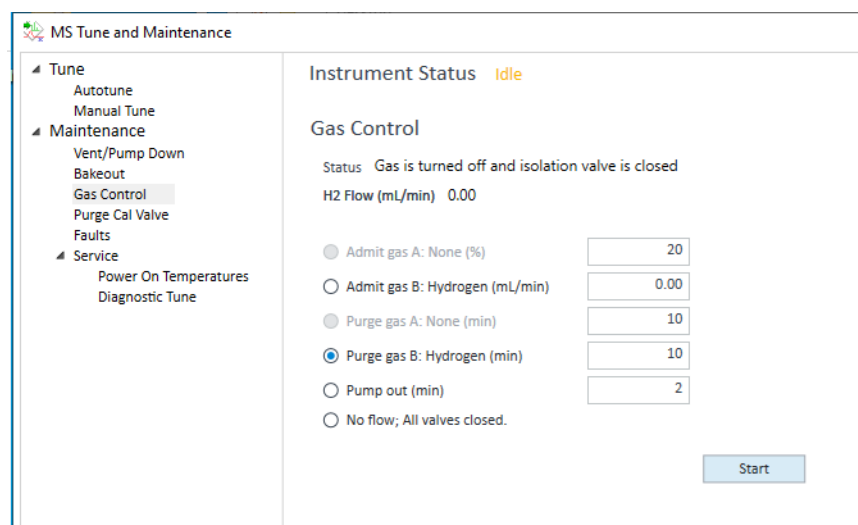 MS Tune and Maintenance
Tune
Autotune
Manual Tune
Maintenance
Vent/Pump Down
Bakeout
Gas Control
Purge Cal Valve
Faults
Service
Power On Temperatures
Diagnostic Tune
Instrument Status Idle
Gas Control
Status Gas is turned off and isolation valve is closed
H2 Flow (mL/min) 0.00
Admit gas A: None (%) 20
Admit gas B: Hydrogen (mL/min) 0.00
Purge gas A: None (min) 10
Purge gas B: Hydrogen (min) 10
Pump out (min) 2
No flow; All valves closed.
Start